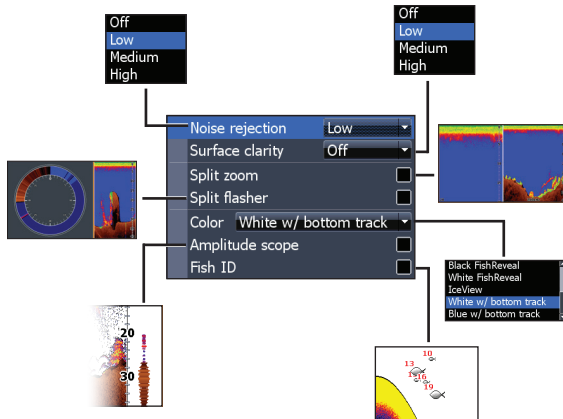 Off
Low
Medium
High
Off
Low
Medium
High
Noise rejection Low
Surface clarity Off
Split zoom
Split flasher
Color White w/ bottom track
Amplitude scope
Fish ID
Black FishReveal
White FishReveal
IceView
White w/ bottom track
Blue w/ bottom track
20
30
10
13
16
19